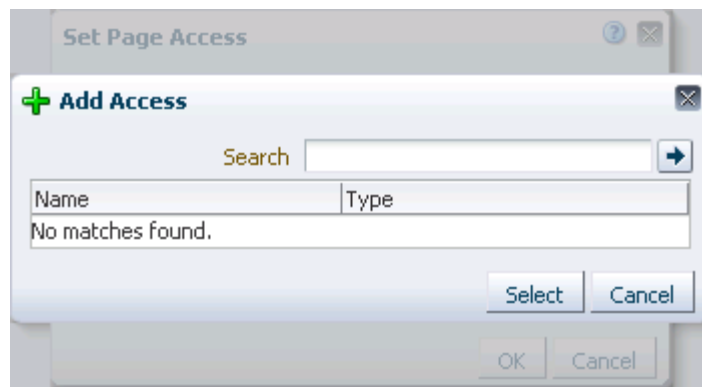 Set Page Access
Add Access
Search
Name Type
No matches found.
Select Cancel
OK Cancel